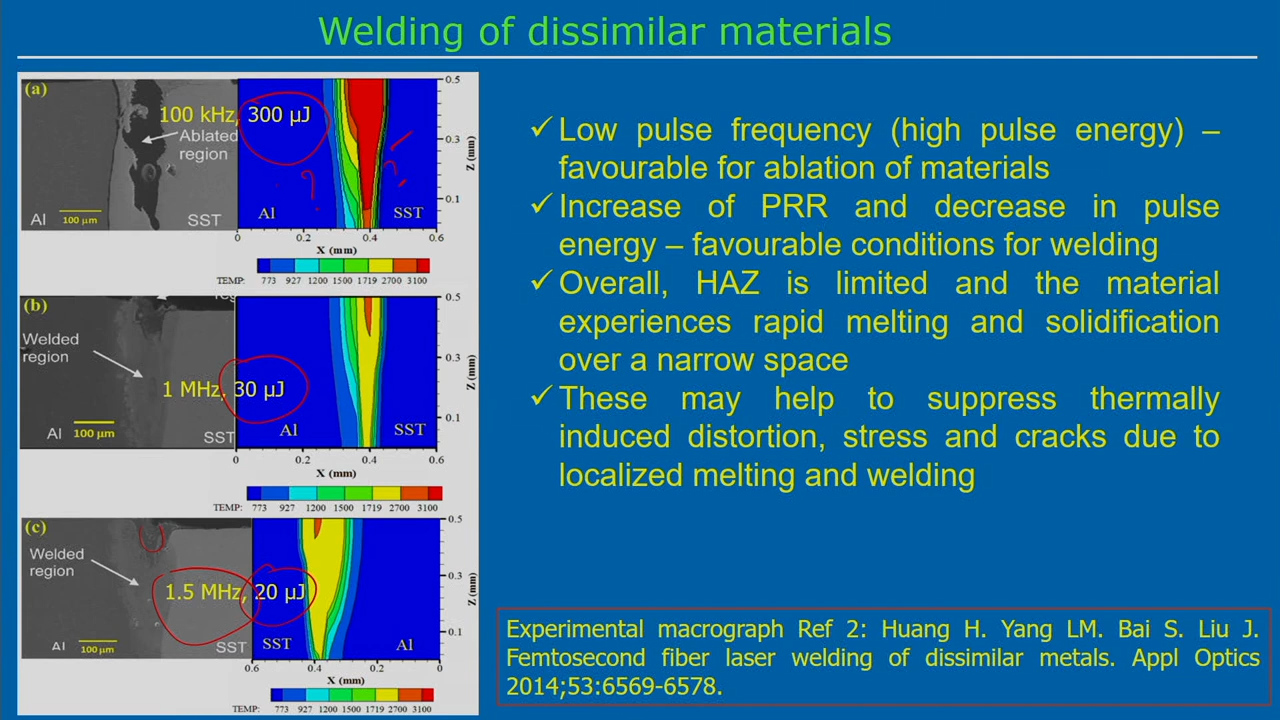 Welding of dissimilar materials
(a)
100 kHz, 300 µJ
Ablated
region
Al
100 µm
SST
Al
SST
0.5
0.3
0.1
Z (mm)
0
0.2
0.4
0.6
X (mm)
TEMP: 773 927 1200 1500 1719 2700 3100
(b)
Welded
region
1 MHz, 30 µJ
Al
100 µm
SST
Al
SST
0.5
0.3
0.1
Z (mm)
0
0.2
0.4
0.6
X (mm)
TEMP: 773 927 1200 1500 1719 2700 3100
(c)
Welded
region
1.5 MHz, 20 µJ
Al
100 µm
SST
SST
Al
0.5
0.3
0.1
Z (mm)
0.6
0.4
0.2
0
X (mm)
TEMP: 773 927 1200 1500 1719 2700 3100
✓ Low pulse frequency (high pulse energy) –
favourable for ablation of materials
✓ Increase of PRR and decrease in pulse
energy – favourable conditions for welding
✓ Overall, HAZ is limited and the material
experiences rapid melting and solidification
over a narrow space
✓ These may help to suppress thermally
induced distortion, stress and cracks due to
localized melting and welding
Experimental macrograph Ref 2: Huang H. Yang LM. Bai S. Liu J.
Femtosecond fiber laser welding of dissimilar metals. Appl Optics
2014;53:6569-6578.